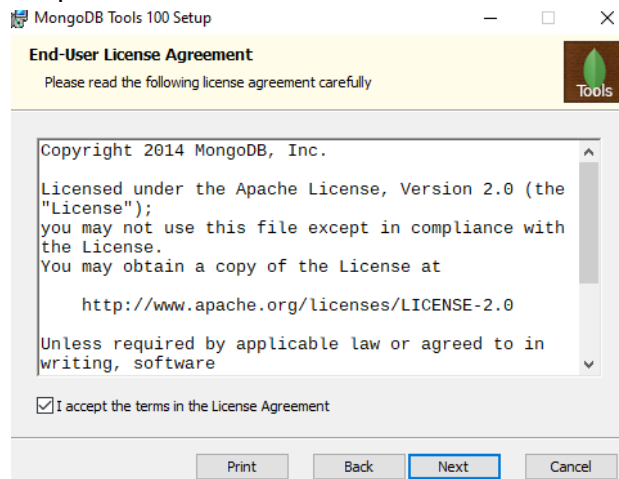 MongoDB Tools 100 Setup
End-User License Agreement
Please read the following license agreement carefully
Tools
Copyright 2014 MongoDB, Inc.
Licensed under the Apache License, Version 2.0 (the
"License");
you may not use this file except in compliance with
the License.
You may obtain a copy of the License at
http://www.apache.org/licenses/LICENSE-2.0
Unless required by applicable law or agreed to in
writing, software
I accept the terms in the License Agreement
Print Back Next Cancel